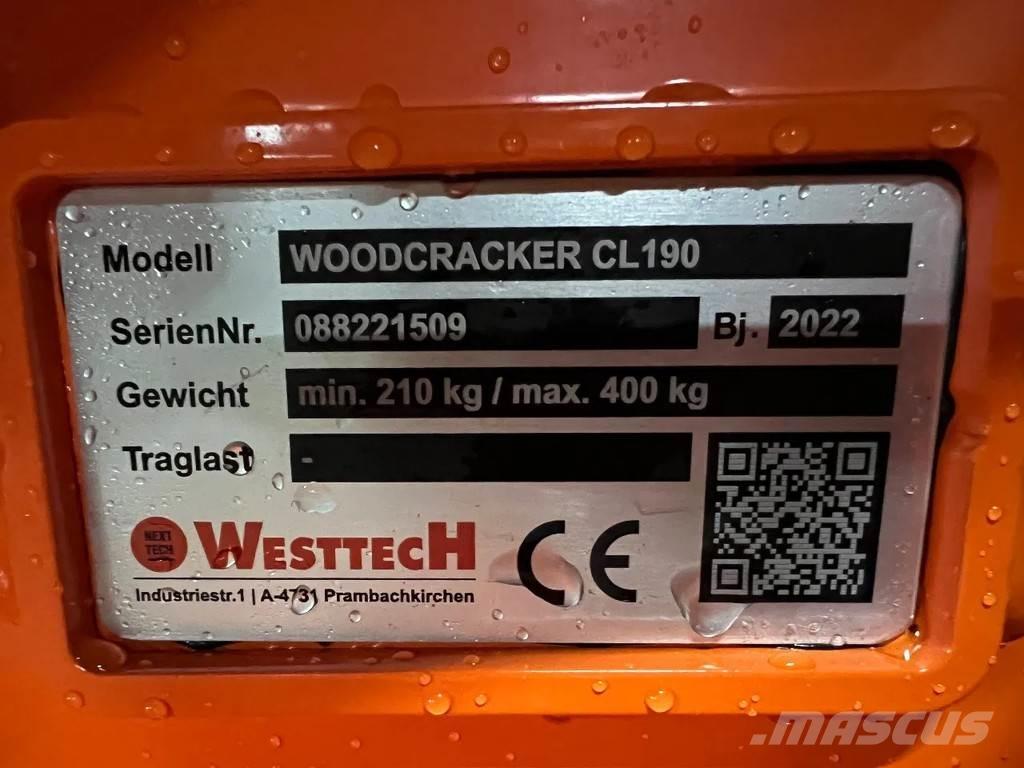 Modell WOODCRACKER CL190
SerienNr. 088221509 Bj. 2022
Gewicht min. 210 kg / max. 400 kg
Traglast -
NEXT
TECH
WESTTECH
CE
Industriestr.1 | A-4731 Prambachkirchen
MASCUS